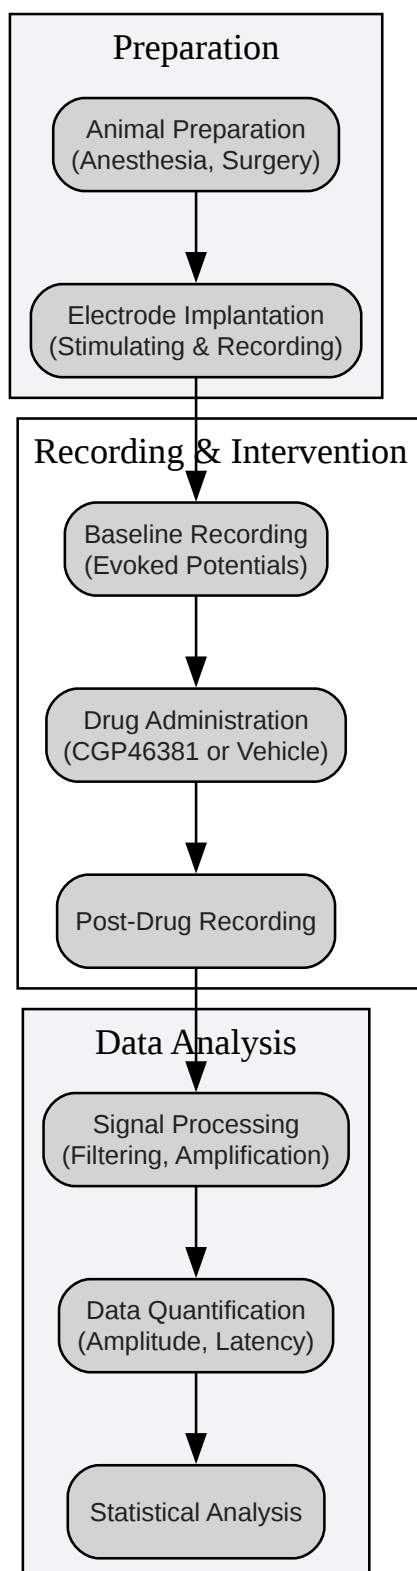 Preparation
Animal Preparation
(Anesthesia, Surgery)
Electrode Implantation
(Stimulating & Recording)
Recording & Intervention
Baseline Recording
(Evoked Potentials)
Drug Administration
(CGP46381 or Vehicle)
Post-Drug Recording
Data Analysis
Signal Processing
(Filtering, Amplification)
Data Quantification
(Amplitude, Latency)
Statistical Analysis